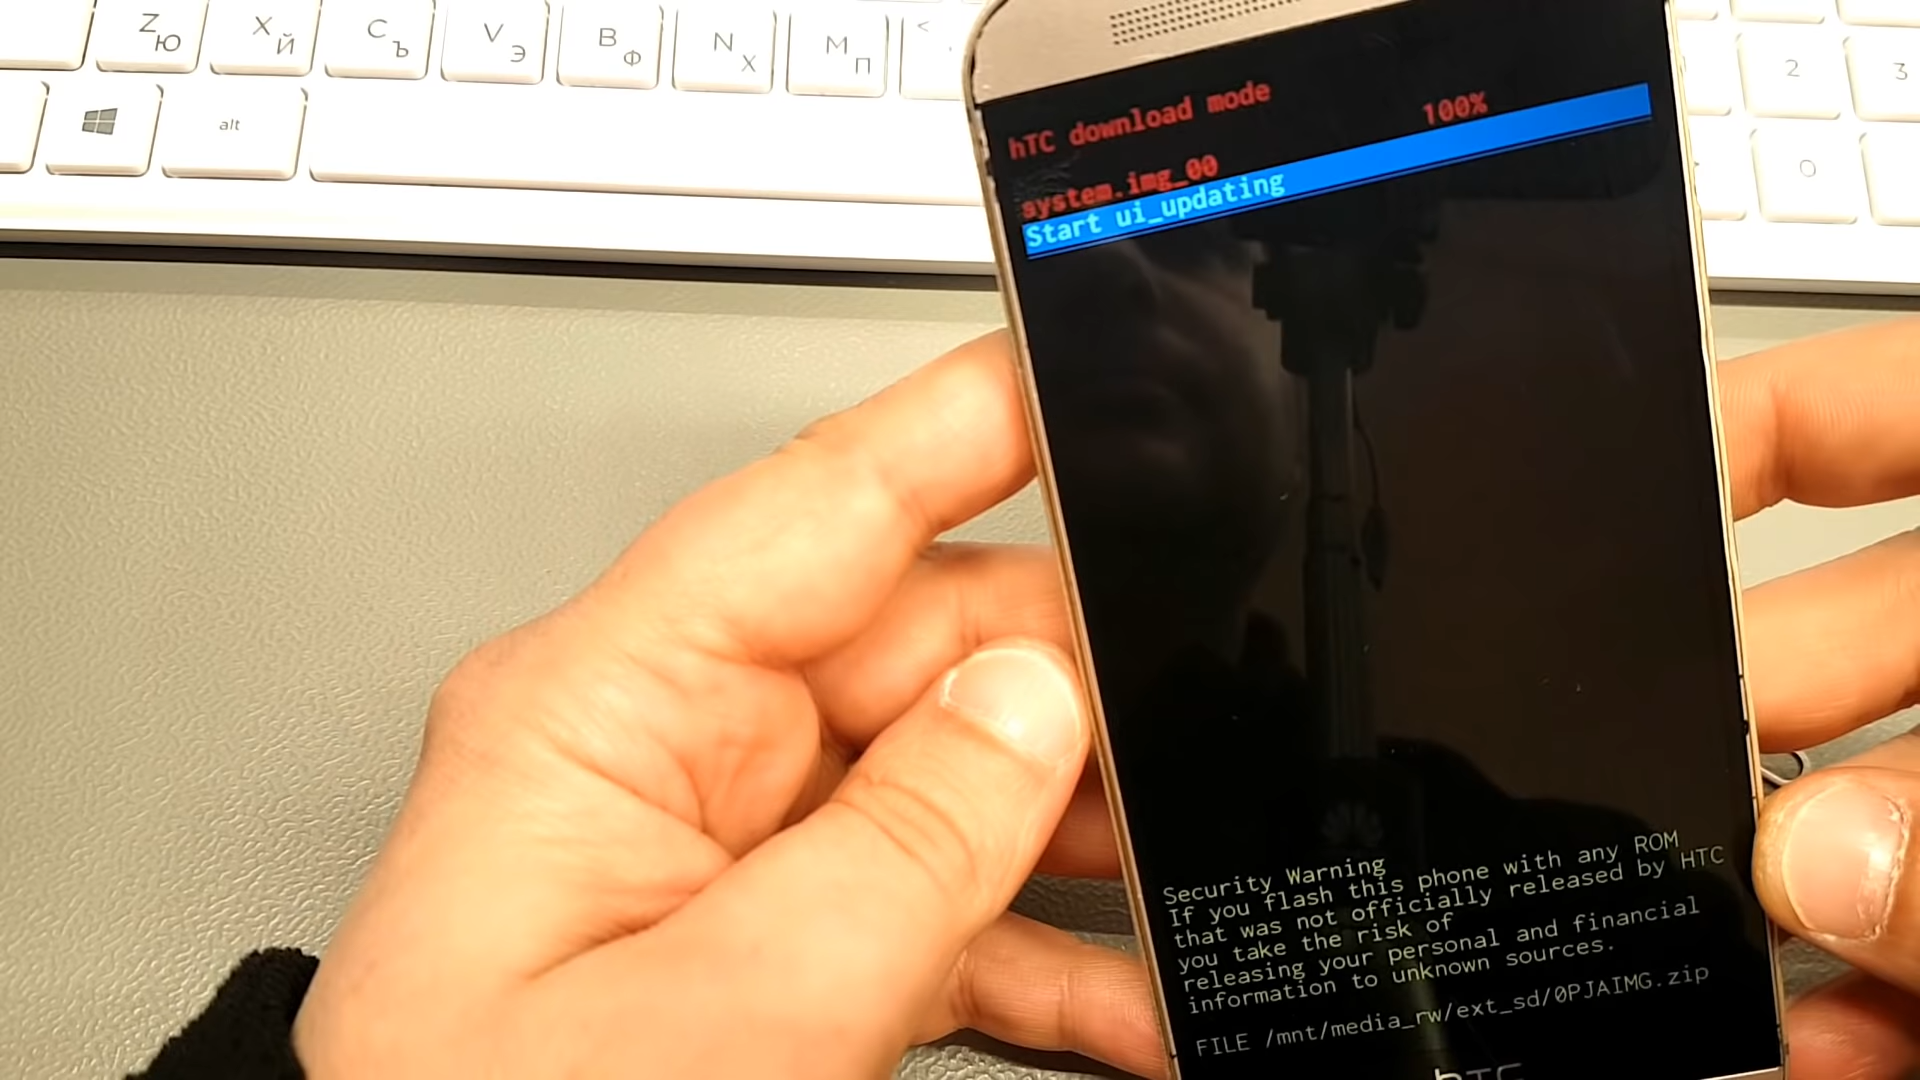 Z Ю X Й C Ъ V Э B Ф N Х M П <
alt
2 3
0
hTC download mode
100%
system.img_00
Start ui_updating
Security Warning
If you flash this phone with any ROM
that was not officially released by HTC
you take the risk of
releasing your personal and financial
information to unknown sources.
FILE /mnt/media_rw/ext_sd/0PJAIMG.zip
hTC